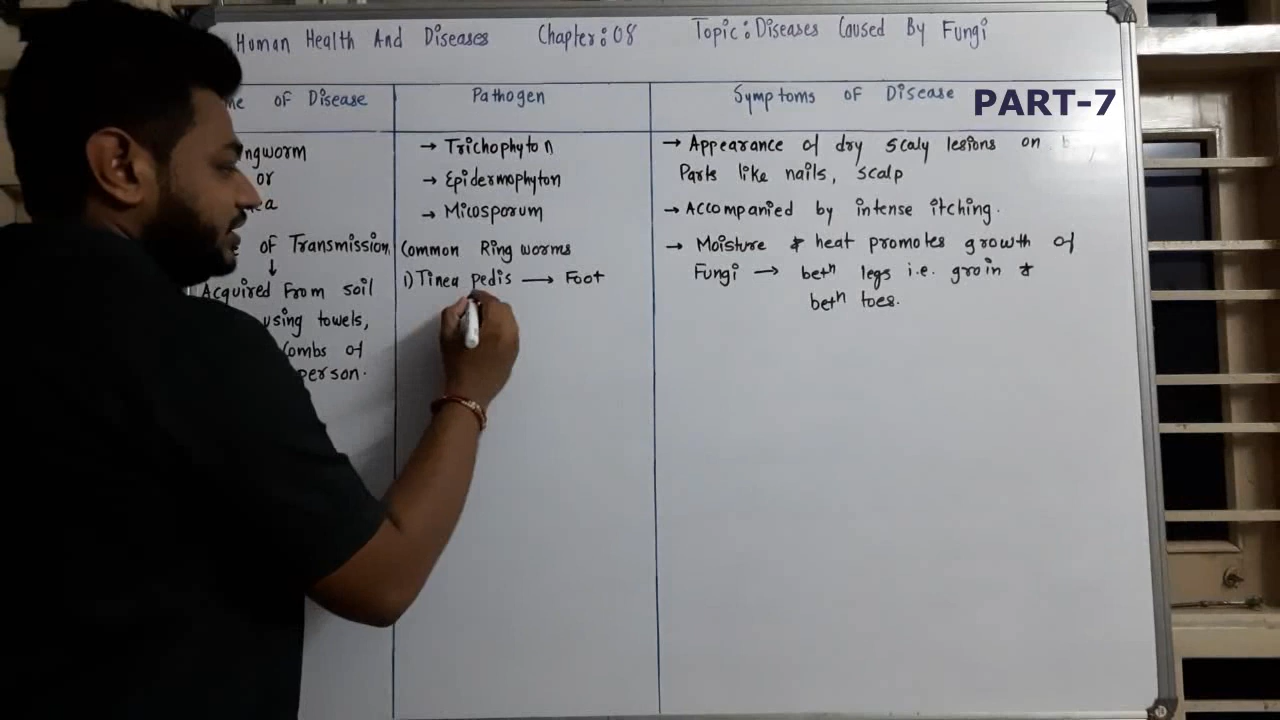 Human Health And Diseases Chapter: 08 Topic: Diseases Caused By Fungi
of Disease
Pathogen
Symptoms of Disease
PART-7
or
of Transmission
↓
Acquired From soil
using towels,
Combs of
person.
→ Trichophyton
→ Epidermophyton
→ Micosporum
Common Ring worms
i) Tinea pedis → Foot
→ Appearance of dry scaly lesions on
Parts like nails, scalp
→ Accompanied by intense itching.
→ Moisture & heat promotes growth of
Fungi → betⁿ legs i.e. groin &
betⁿ toes.